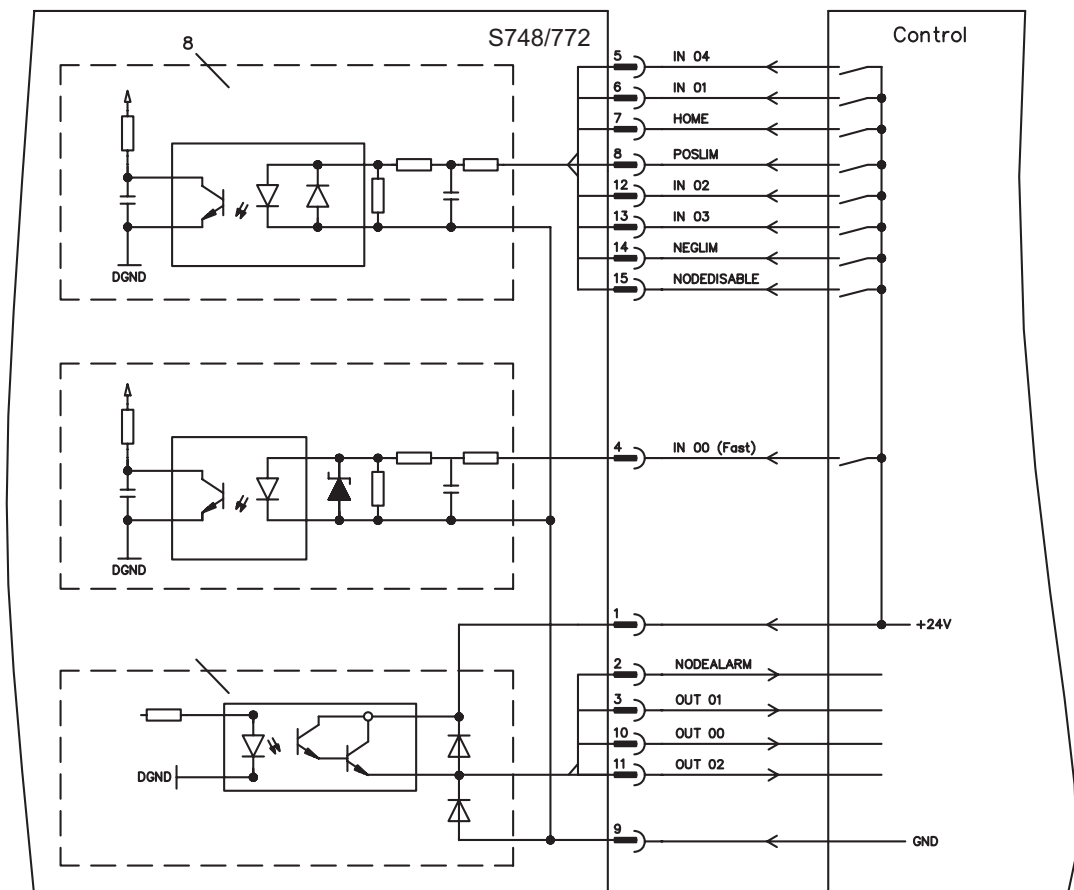 8
S748/772
Control
5 IN 04
6 IN 01
7 HOME
8 POSLIM
12 IN 02
13 IN 03
14 NEGLIM
15 NODEDISABLE
DGND
4 IN 00 (Fast)
DGND
1 +24V
2 NODEALARM
3 OUT 01
10 OUT 00
11 OUT 02
DGND
9 GND